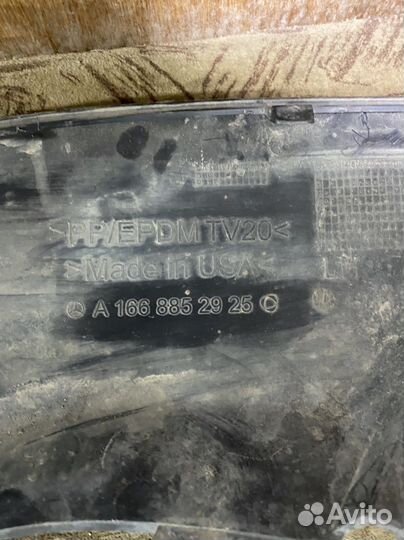 >PP/EPDM TV20<
>Made in USA<
A 166 885 29 25
Avito